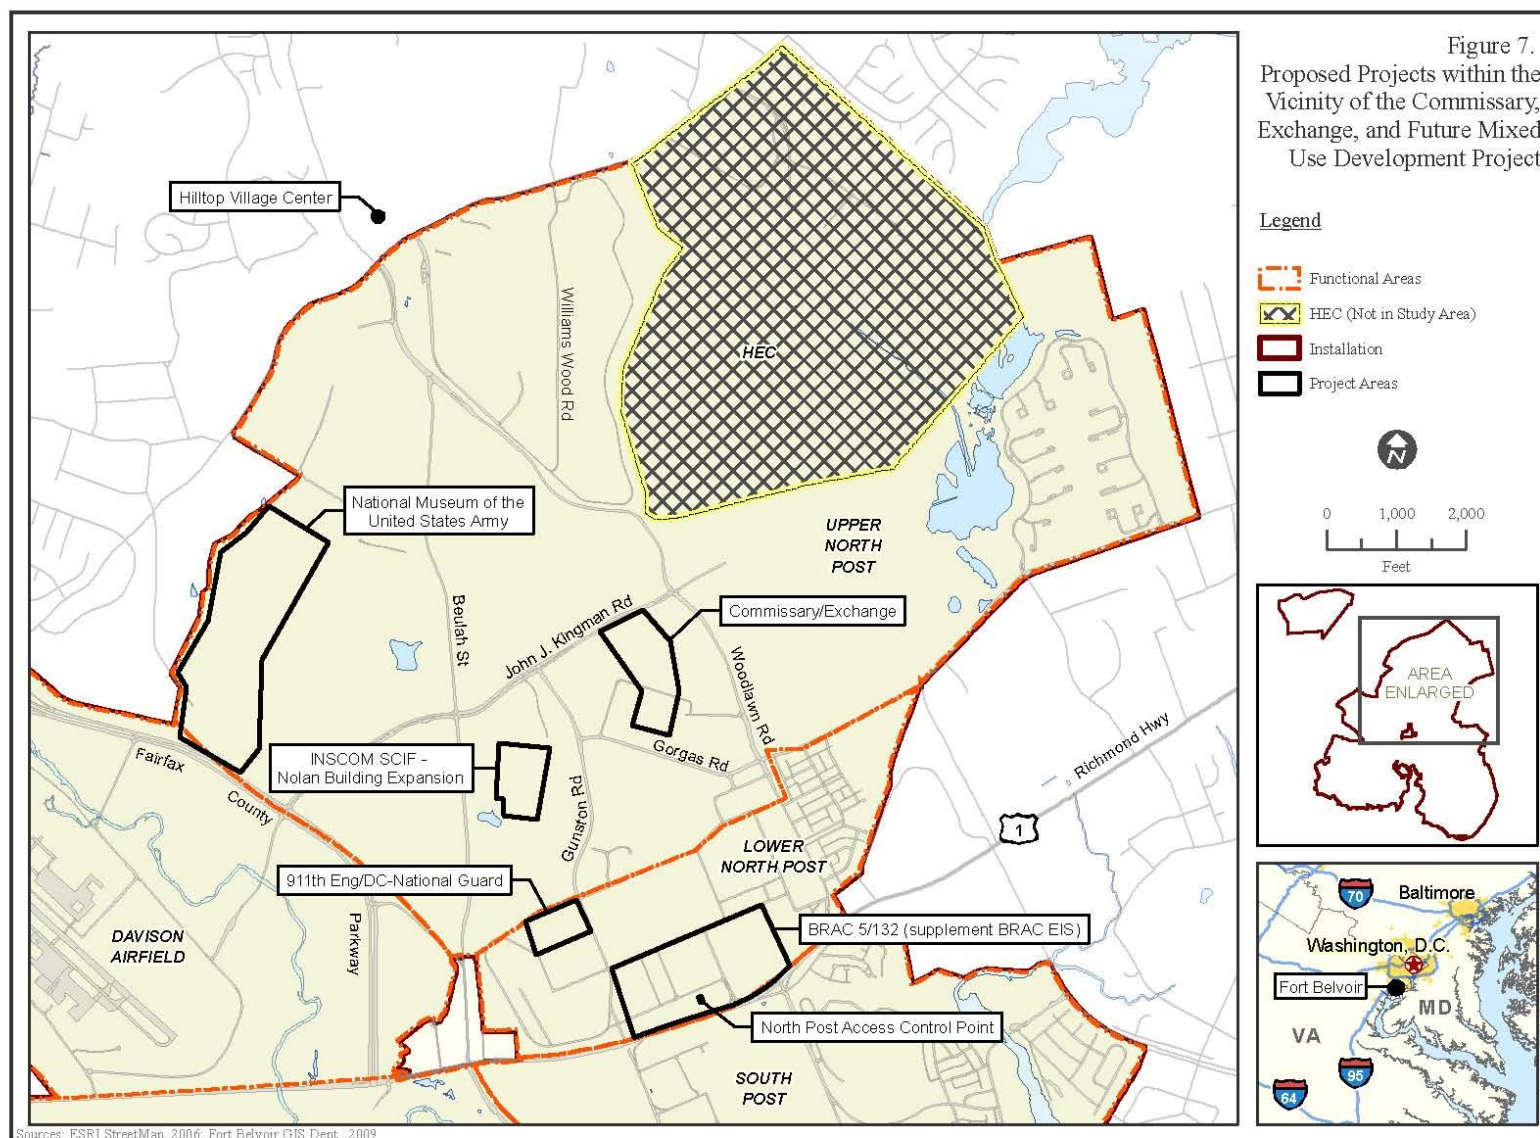 Figure 7.
Proposed Projects within the
Vicinity of the Commissary,
Exchange, and Future Mixed
Use Development Project
Legend
Functional Areas
HEC (Not in Study Area)
Installation
Project Areas
N
0 1,000 2,000
Feet
AREA
ENLARGED
70
Baltimore
Washington, D.C.
Fort Belvoir
MD
VA
95
64
Hilltop Village Center
Williams Wood Rd
HEC
National Museum of the
United States Army
UPPER
NORTH
POST
Commissary/Exchange
Beulah St
John J. Kingman Rd
Woodlawn Rd
Gorgas Rd
Richmond Hwy
Fairfax
County
Parkway
INSCOM SCIF -
Nolan Building Expansion
Gunston Rd
1
LOWER
NORTH POST
911th Eng/DC-National Guard
BRAC 5/132 (supplement BRAC EIS)
DAVISON
AIRFIELD
North Post Access Control Point
SOUTH
POST
Sources: ESRI StreetMap, 2006; Fort Belvoir GIS Dept., 2009